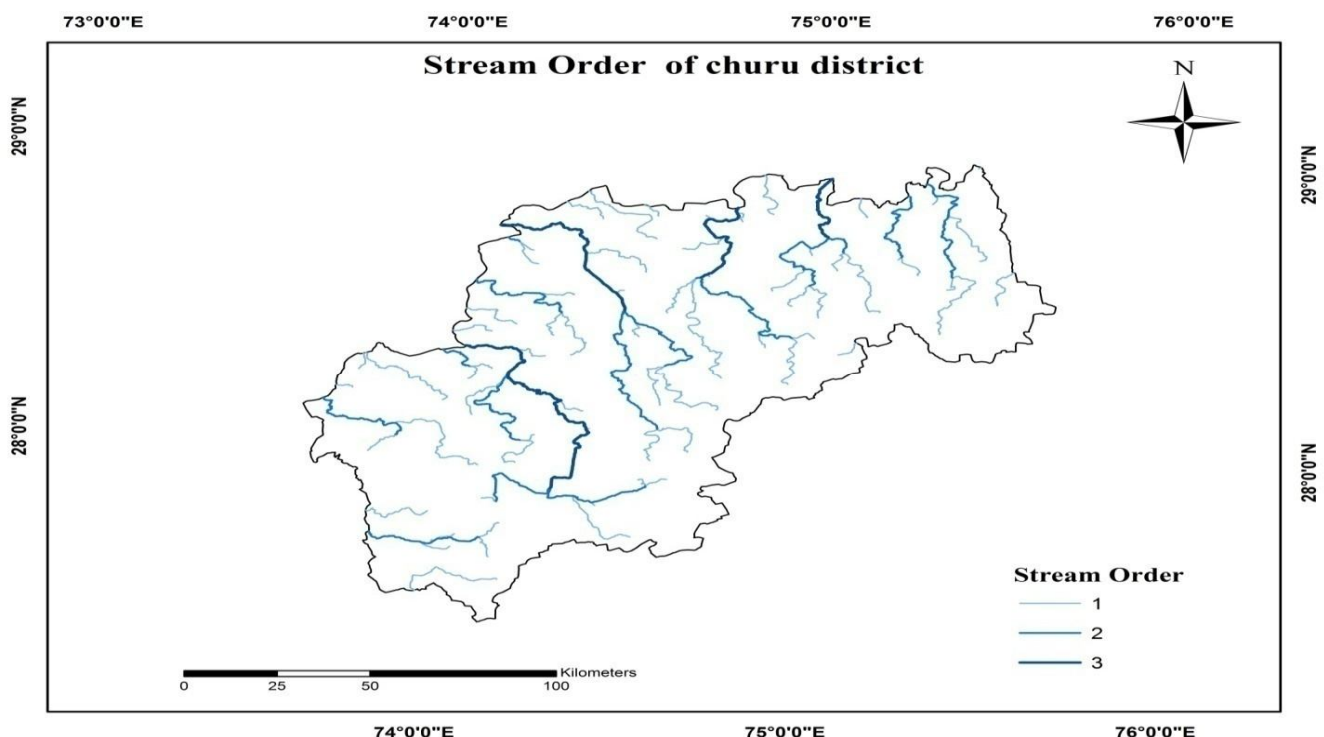 73°0'0"E 74°0'0"E 75°0'0"E 76°0'0"E
Stream Order of churu district
N
29°0'0"N
29°0'0"N
28°0'0"N
28°0'0"N
Stream Order
1
2
3
Kilometers
0 25 50 100
74°0'0"E 75°0'0"E 76°0'0"E